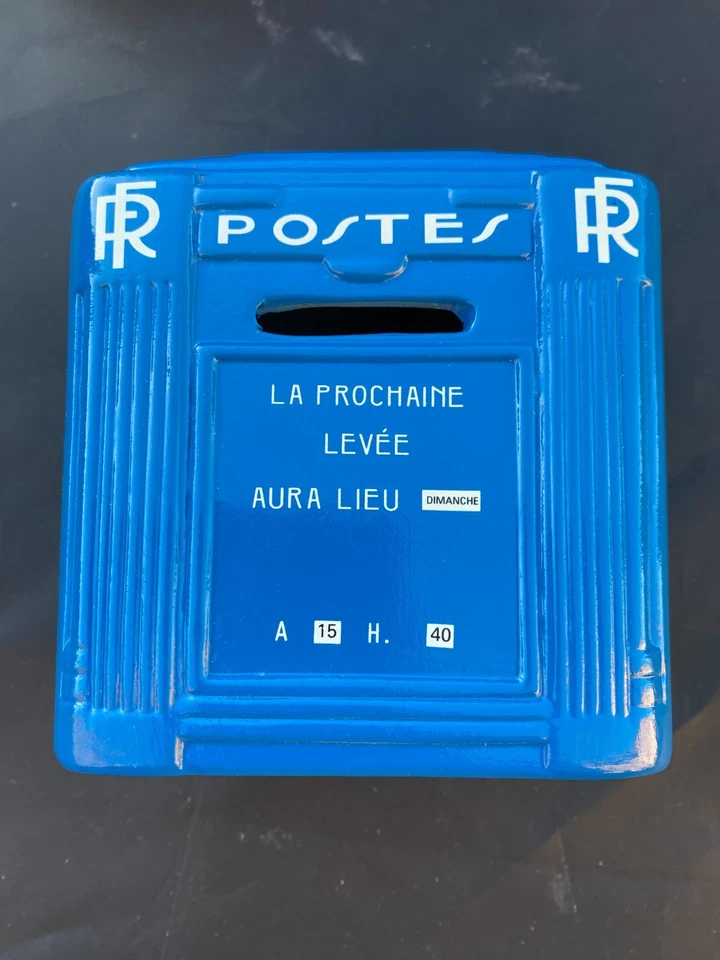 RF POSTES RF
LA PROCHAINE
LEVÉE
AURA LIEU DIMANCHE
A 15 H. 40